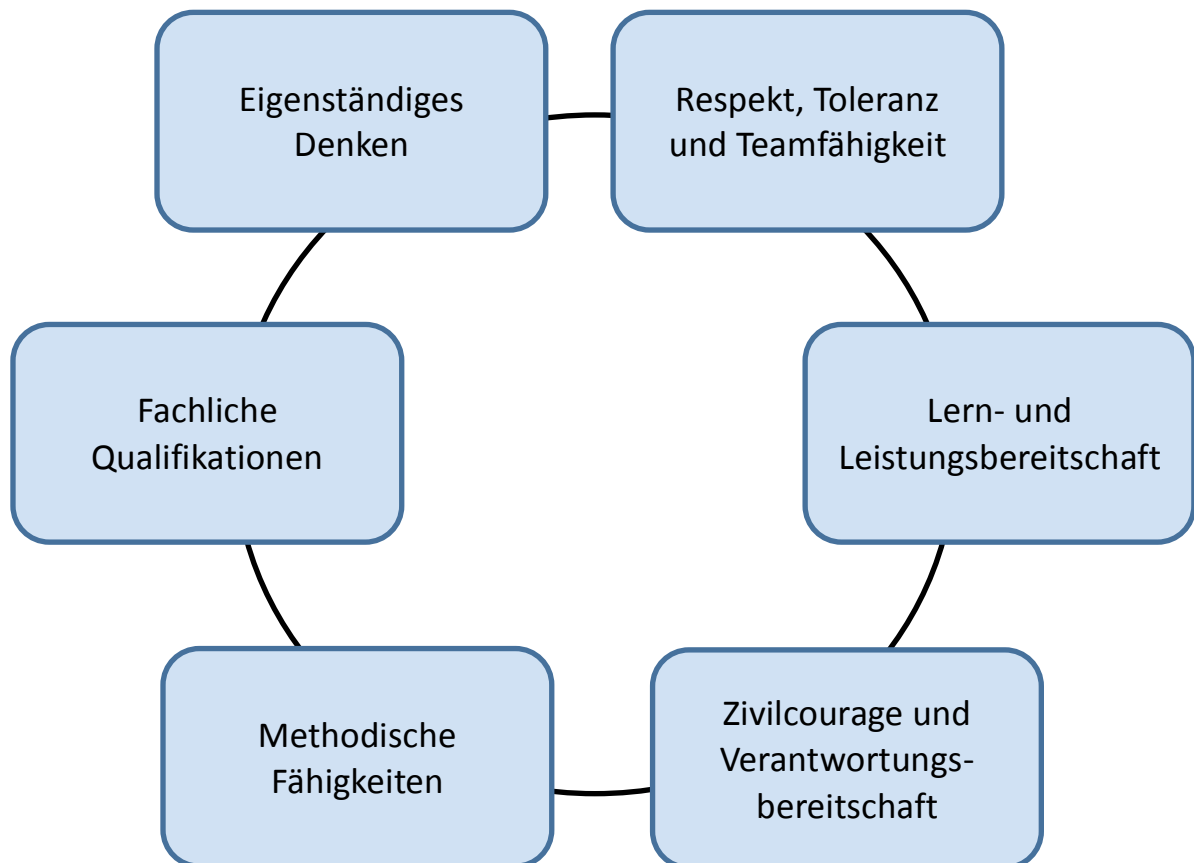 Eigenständiges
Denken
Respekt, Toleranz
und Teamfähigkeit
Lern- und
Leistungsbereitschaft
Zivilcourage und
Verantwortungs-
bereitschaft
Methodische
Fähigkeiten
Fachliche
Qualifikationen